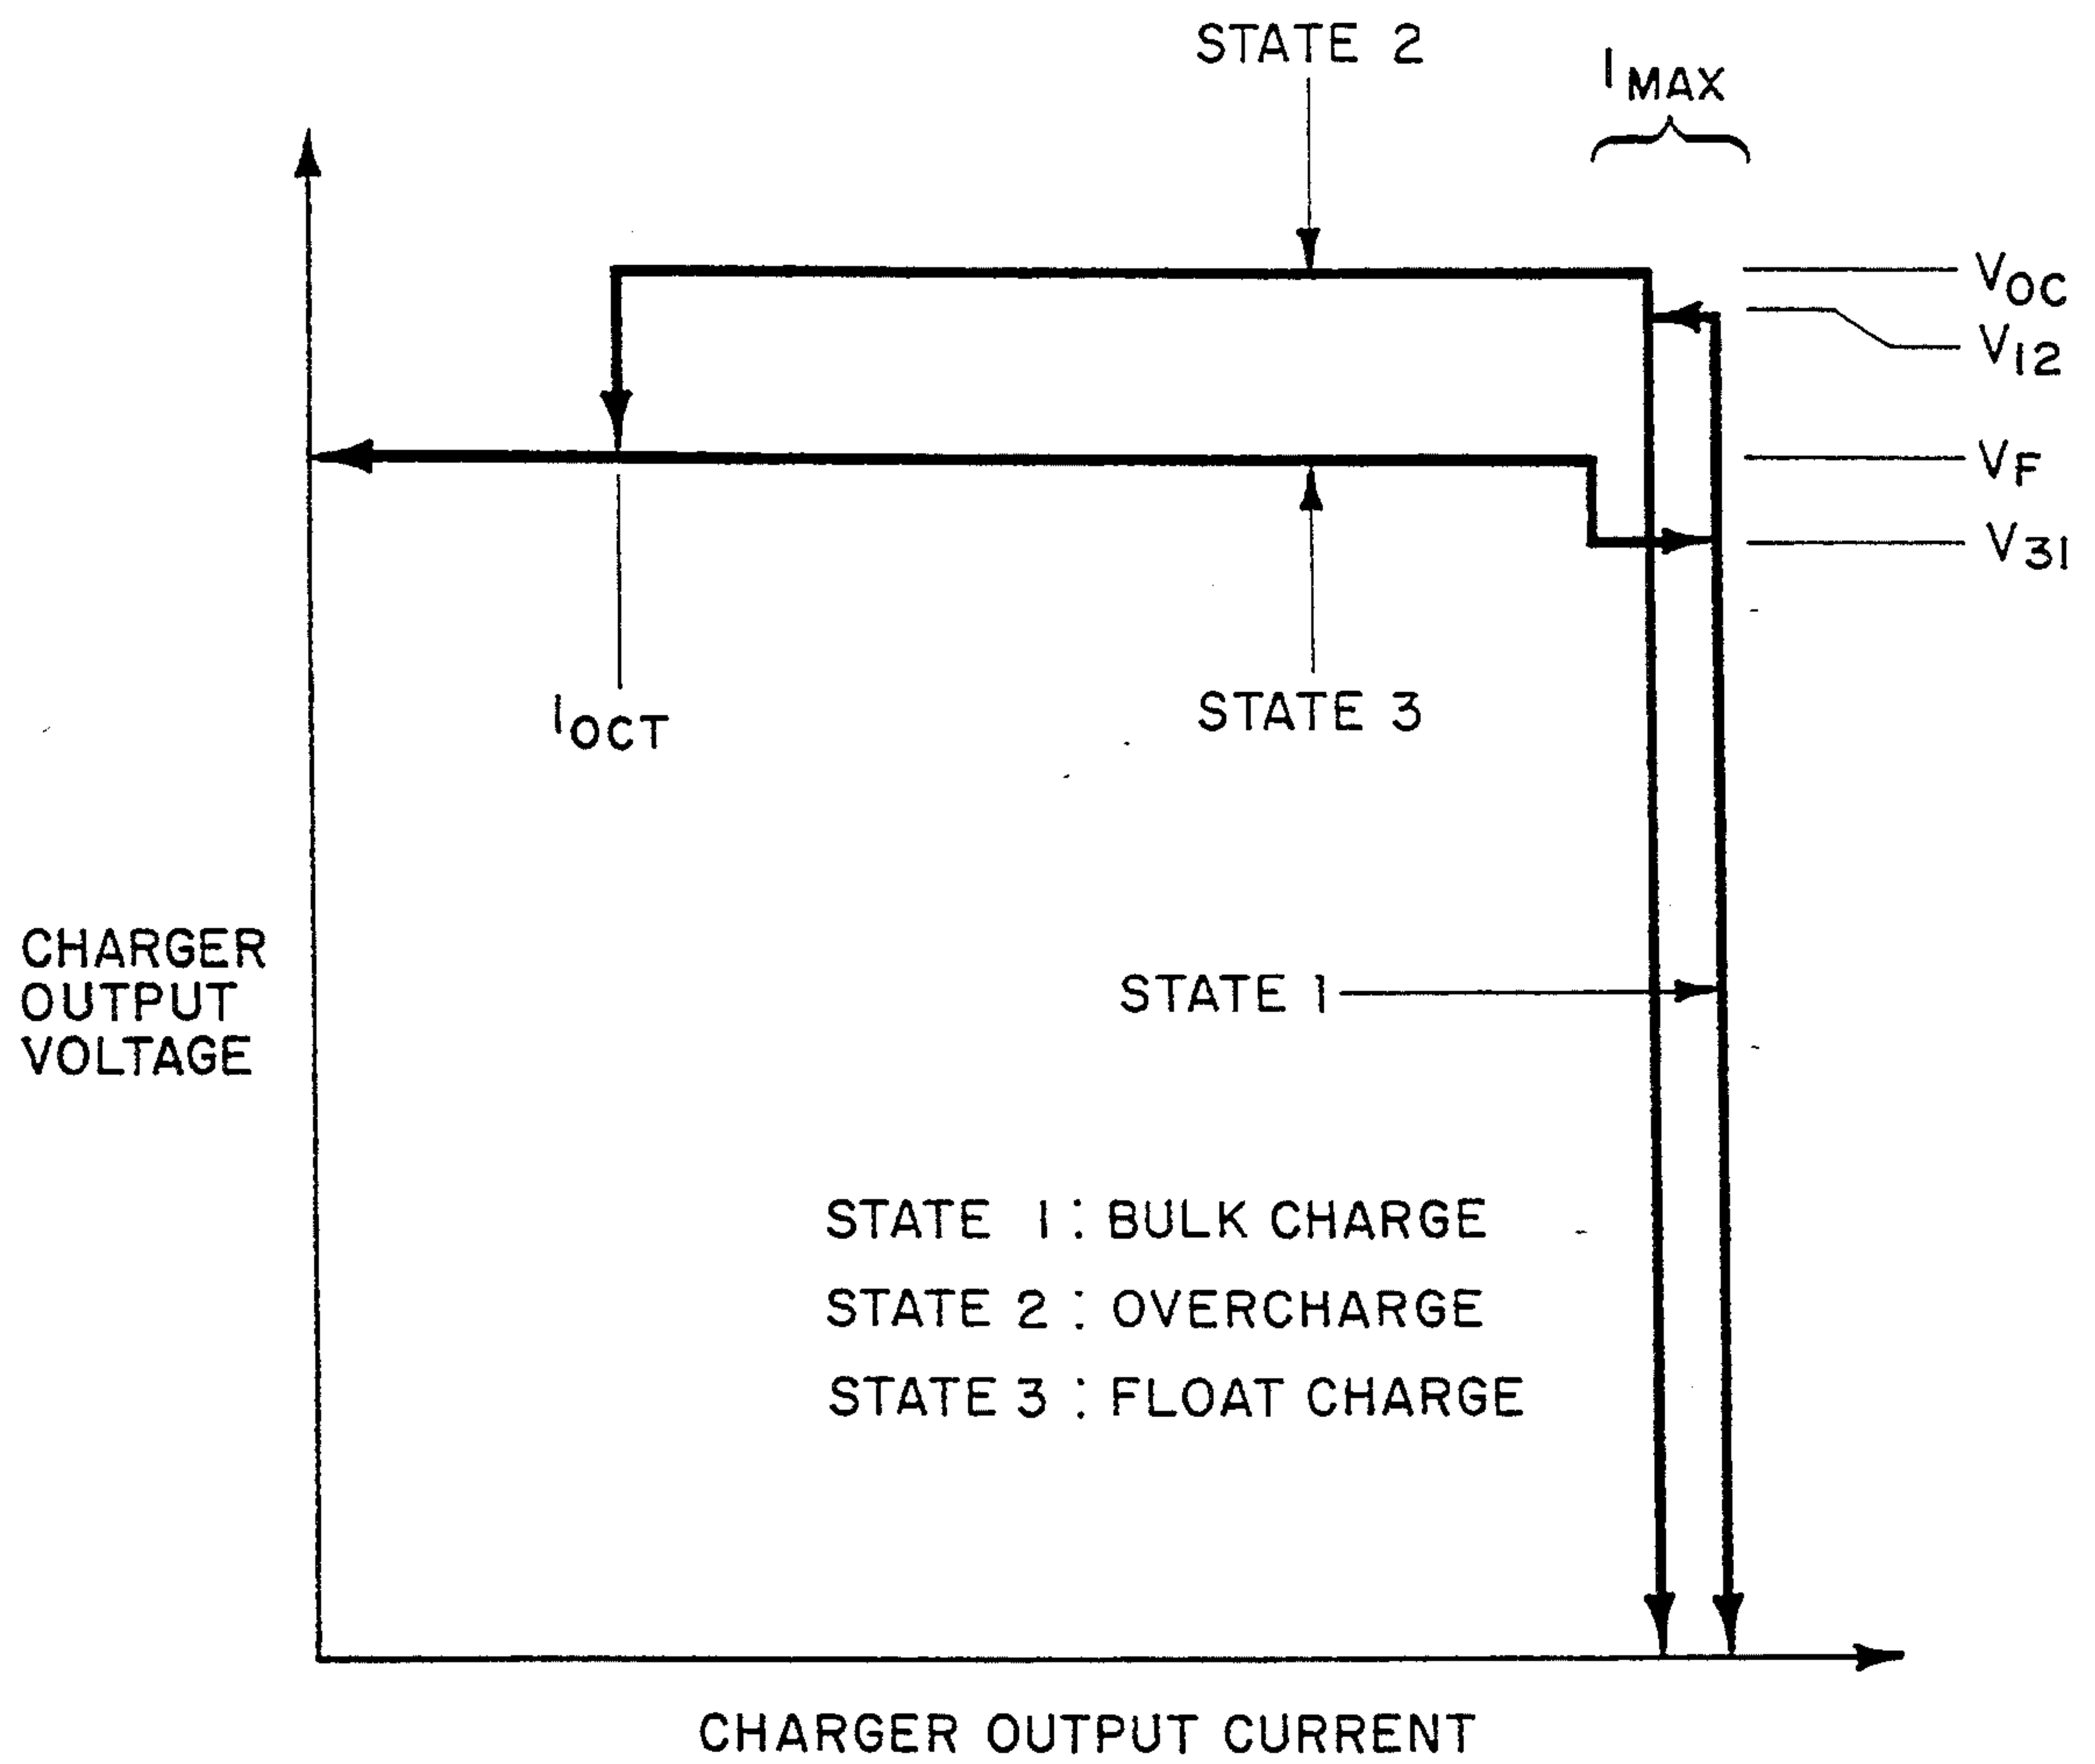 STATE 2
IMAX
VOC
V12
VF
V31
IOCT
STATE 3
CHARGER
OUTPUT
VOLTAGE
STATE 1
STATE 1 : BULK CHARGE
STATE 2 : OVERCHARGE
STATE 3 : FLOAT CHARGE
CHARGER OUTPUT CURRENT